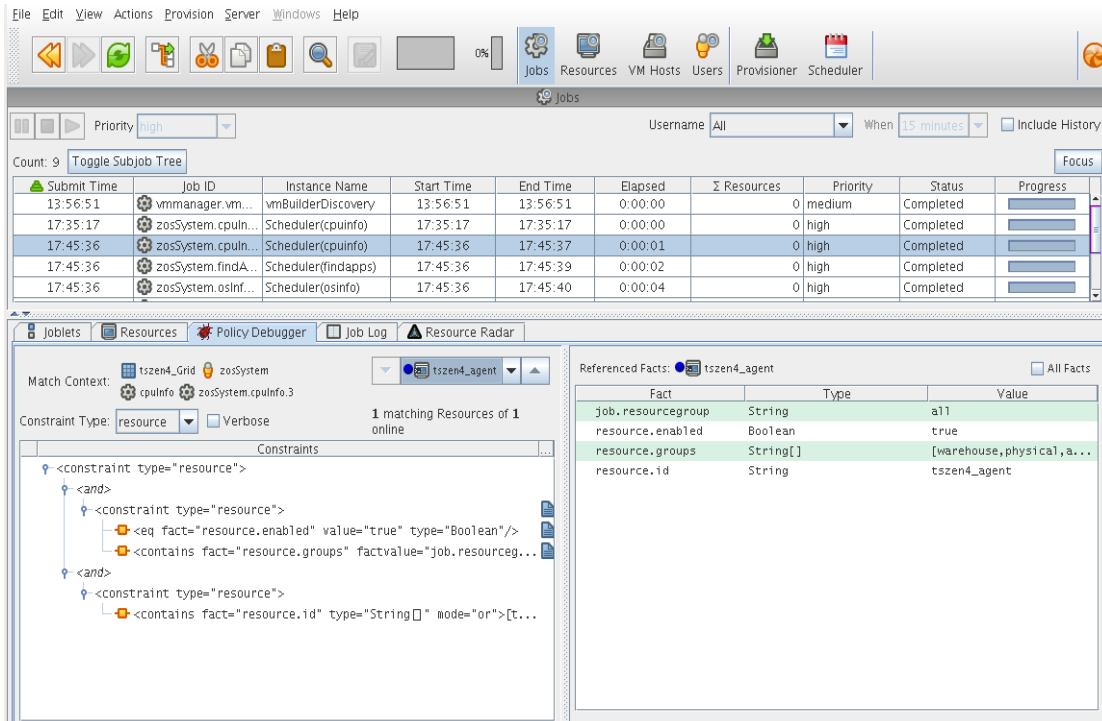 File Edit View Actions Provision Server Windows Help
0% Jobs Resources VM Hosts Users Provisioner Scheduler
Jobs
Priority high Username All When 15 minutes Include History
Count: 9 Toggle Subjob Tree Focus
Submit Time Job ID Instance Name Start Time End Time Elapsed Σ Resources Priority Status Progress
13:56:51 vmmanager.vm... vmBuilderDiscovery 13:56:51 13:56:51 0:00:00 0 medium Completed
17:35:17 zosSystem.cpuIn... Scheduler(cpuinfo) 17:35:17 17:35:17 0:00:00 0 high Completed
17:45:36 zosSystem.cpuIn... Scheduler(cpuinfo) 17:45:36 17:45:37 0:00:01 0 high Completed
17:45:36 zosSystem.findA... Scheduler(findapps) 17:45:36 17:45:39 0:00:02 0 high Completed
17:45:36 zosSystem.osInf... Scheduler(osinfo) 17:45:36 17:45:40 0:00:04 0 high Completed
Joblets Resources Policy Debugger Job Log Resource Radar
Match Context: tszen4_Grid zosSystem tszen4_agent
cpuInfo zosSystem.cpuInfo.3
Constraint Type: resource Verbose 1 matching Resources of 1
online
Constraints ...
<constraint type="resource">
<and>
<constraint type="resource">
<eq fact="resource.enabled" value="true" type="Boolean"/>
<contains fact="resource.groups" factvalue="job.resourceg...
<and>
<constraint type="resource">
<contains fact="resource.id" type="String[]" mode="or">[t...
Referenced Facts: tszen4_agent All Facts
Fact Type Value
job.resourcegroup String all
resource.enabled Boolean true
resource.groups String[] [warehouse,physical,a...
resource.id String tszen4_agent